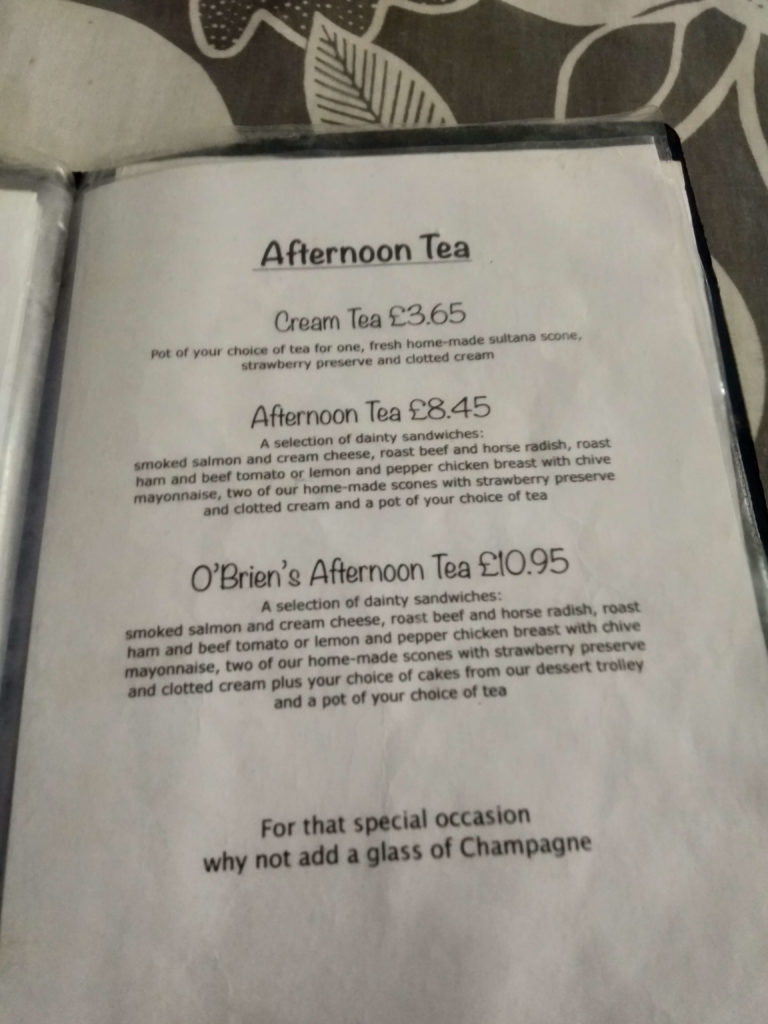 Afternoon Tea
Cream Tea £3.65
Pot of your choice of tea for one, fresh home-made sultana scone,
strawberry preserve and clotted cream
Afternoon Tea £8.45
A selection of dainty sandwiches:
smoked salmon and cream cheese, roast beef and horse radish, roast
ham and beef tomato or lemon and pepper chicken breast with chive
mayonnaise, two of our home-made scones with strawberry preserve
and clotted cream and a pot of your choice of tea
O'Brien's Afternoon Tea £10.95
A selection of dainty sandwiches:
smoked salmon and cream cheese, roast beef and horse radish, roast
ham and beef tomato or lemon and pepper chicken breast with chive
mayonnaise, two of our home-made scones with strawberry preserve
and clotted cream plus your choice of cakes from our dessert trolley
and a pot of your choice of tea
For that special occasion
why not add a glass of Champagne